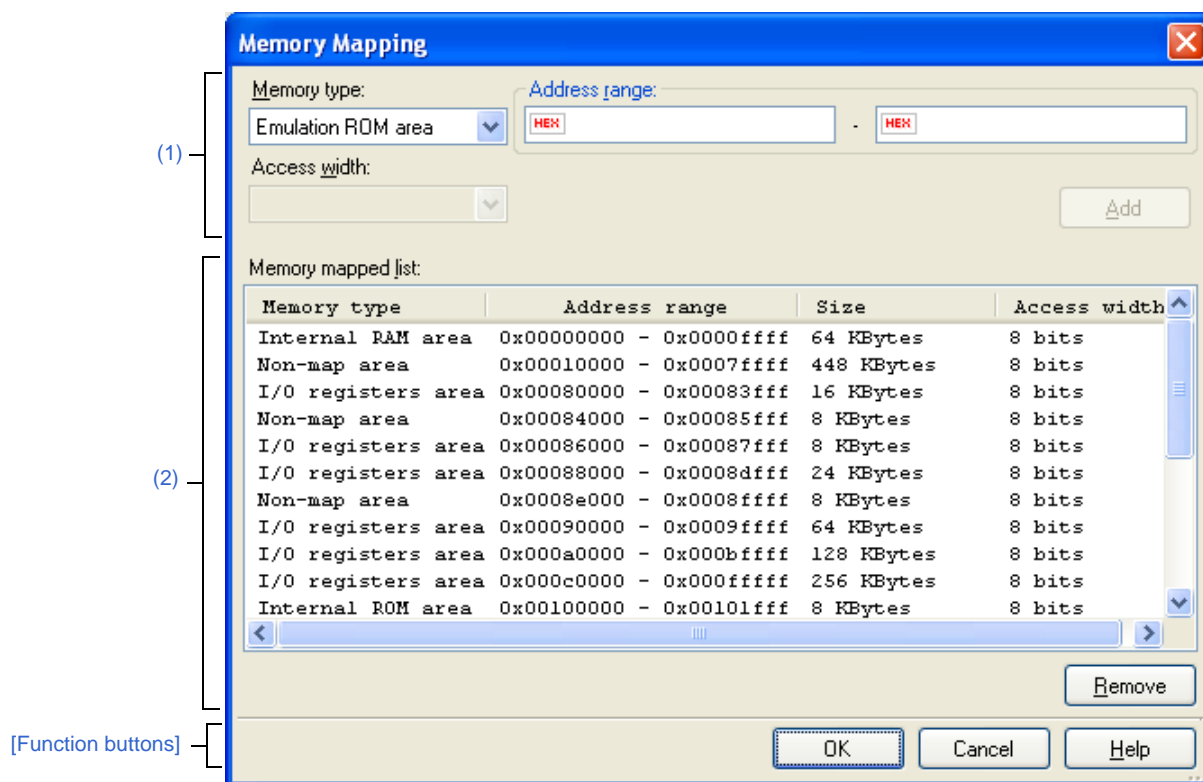 Memory Mapping
Memory type:
Address range:
Emulation ROM area
HEX
-
HEX
(1)
Access width:
Add
Memory mapped list:
Memory type Address range Size Access width
Internal RAM area 0x00000000 - 0x0000ffff 64 KBytes 8 bits
Non-map area 0x00010000 - 0x0007ffff 448 KBytes 8 bits
I/O registers area 0x00080000 - 0x00083fff 16 KBytes 8 bits
Non-map area 0x00084000 - 0x00085fff 8 KBytes 8 bits
I/O registers area 0x00086000 - 0x00087fff 8 KBytes 8 bits
I/O registers area 0x00088000 - 0x0008dfff 24 KBytes 8 bits
(2)
Non-map area 0x0008e000 - 0x0008ffff 8 KBytes 8 bits
I/O registers area 0x00090000 - 0x0009ffff 64 KBytes 8 bits
I/O registers area 0x000a0000 - 0x000bffff 128 KBytes 8 bits
I/O registers area 0x000c0000 - 0x000fffff 256 KBytes 8 bits
Internal ROM area 0x00100000 - 0x00101fff 8 KBytes 8 bits
Remove
[Function buttons]
OK Cancel Help